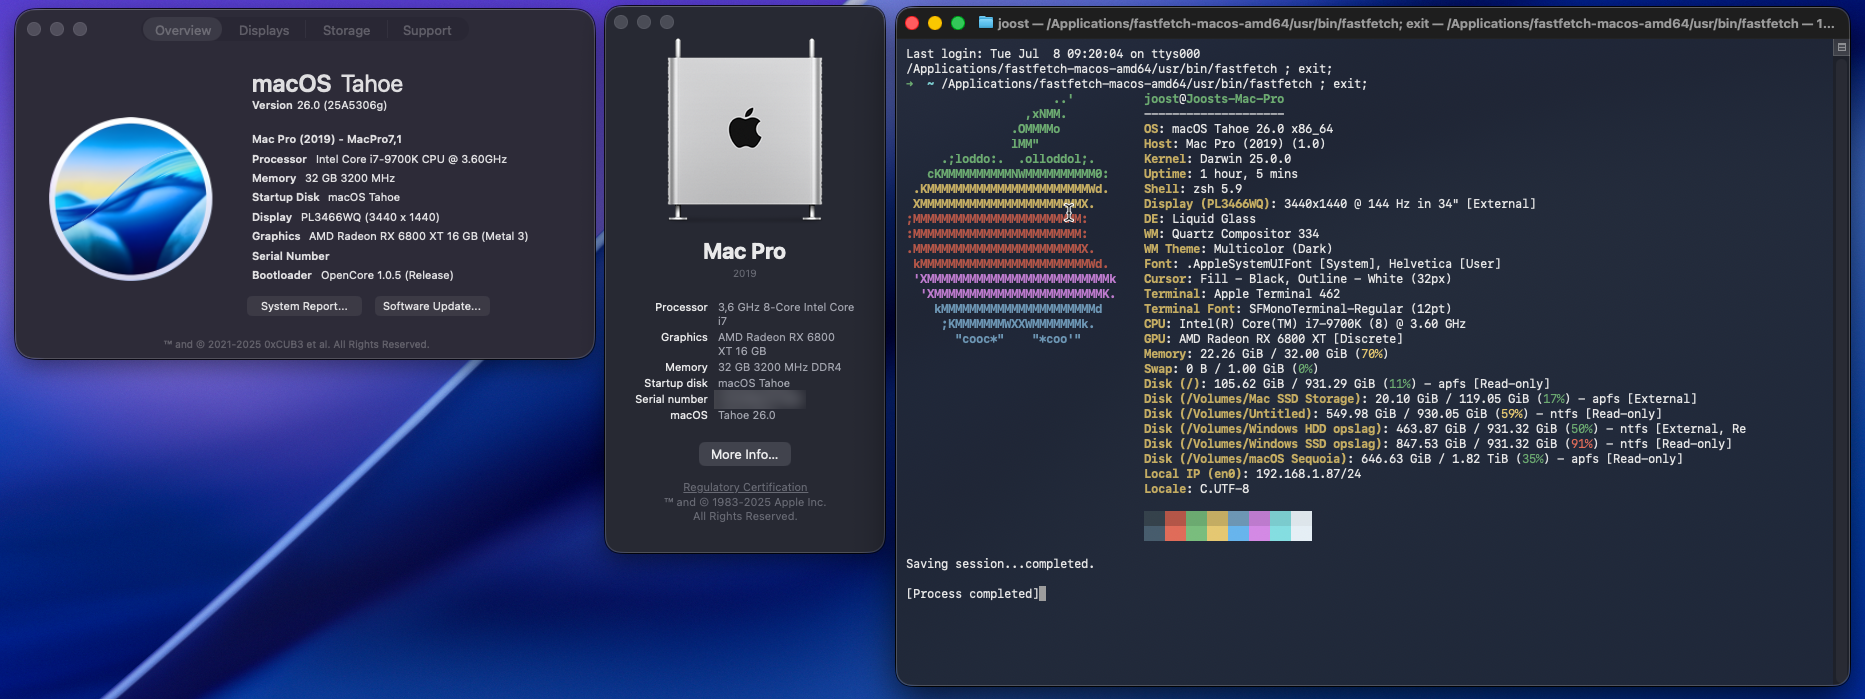 Overview Displays Storage Support
macOS Tahoe
Version 26.0 (25A5306g)
Mac Pro (2019) - MacPro7,1
Processor Intel Core i7-9700K CPU @ 3.60GHz
Memory 32 GB 3200 MHz
Startup Disk macOS Tahoe
Display PL3466WQ (3440 x 1440)
Graphics AMD Radeon RX 6800 XT 16 GB (Metal 3)
Serial Number
Bootloader OpenCore 1.0.5 (Release)
System Report... Software Update...
™ and © 2021-2025 0xCUB3 et al. All Rights Reserved.
Mac Pro
2019
Processor 3,6 GHz 8-Core Intel Core
i7
Graphics AMD Radeon RX 6800
XT 16 GB
Memory 32 GB 3200 MHz DDR4
Startup disk macOS Tahoe
Serial number
macOS Tahoe 26.0
More Info...
Regulatory Certification
™ and © 1983-2025 Apple Inc.
All Rights Reserved.
joost — /Applications/fastfetch-macos-amd64/usr/bin/fastfetch; exit — /Applications/fastfetch-macos-amd64/usr/bin/fastfetch — 1...
Last login: Tue Jul  8 09:20:04 on ttys000
/Applications/fastfetch-macos-amd64/usr/bin/fastfetch ; exit;
→ ~ /Applications/fastfetch-macos-amd64/usr/bin/fastfetch ; exit;
joost@Joosts-Mac-Pro
--------------------
OS: macOS Tahoe 26.0 x86_64
Host: Mac Pro (2019) (1.0)
Kernel: Darwin 25.0.0
Uptime: 1 hour, 5 mins
Shell: zsh 5.9
Display (PL3466WQ): 3440x1440 @ 144 Hz in 34" [External]
DE: Liquid Glass
WM: Quartz Compositor 334
WM Theme: Multicolor (Dark)
Font: .AppleSystemUIFont [System], Helvetica [User]
Cursor: Fill - Black, Outline - White (32px)
Terminal: Apple Terminal 462
Terminal Font: SFMonoTerminal-Regular (12pt)
CPU: Intel(R) Core(TM) i7-9700K (8) @ 3.60 GHz
GPU: AMD Radeon RX 6800 XT [Discrete]
Memory: 22.26 GiB / 32.00 GiB (70%)
Swap: 0 B / 1.00 GiB (0%)
Disk (/): 105.62 GiB / 931.29 GiB (11%) - apfs [Read-only]
Disk (/Volumes/Mac SSD Storage): 20.10 GiB / 119.05 GiB (17%) - apfs [External]
Disk (/Volumes/Untitled): 549.98 GiB / 930.05 GiB (59%) - ntfs [Read-only]
Disk (/Volumes/Windows HDD opslag): 463.87 GiB / 931.32 GiB (50%) - ntfs [External, Re
Disk (/Volumes/Windows SSD opslag): 847.53 GiB / 931.32 GiB (91%) - ntfs [Read-only]
Disk (/Volumes/macOS Sequoia): 646.63 GiB / 1.82 TiB (35%) - apfs [Read-only]
Local IP (en0): 192.168.1.87/24
Locale: C.UTF-8
Saving session...completed.
[Process completed]